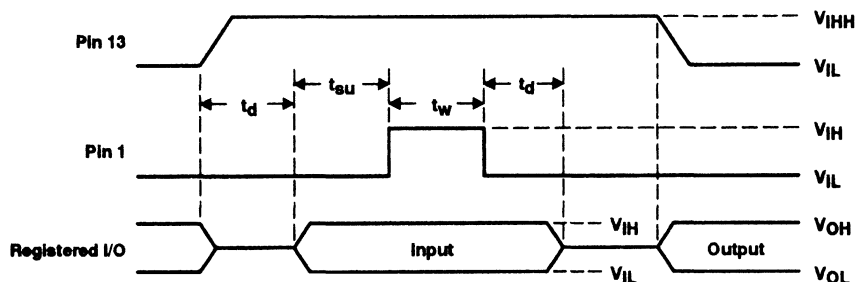 Pin 13
VIHH
VIL
td
tsu
tw
td
Pin 1
VIH
VIL
Registered I/O
Input
VIH
VIL
Output
VOH
VOL